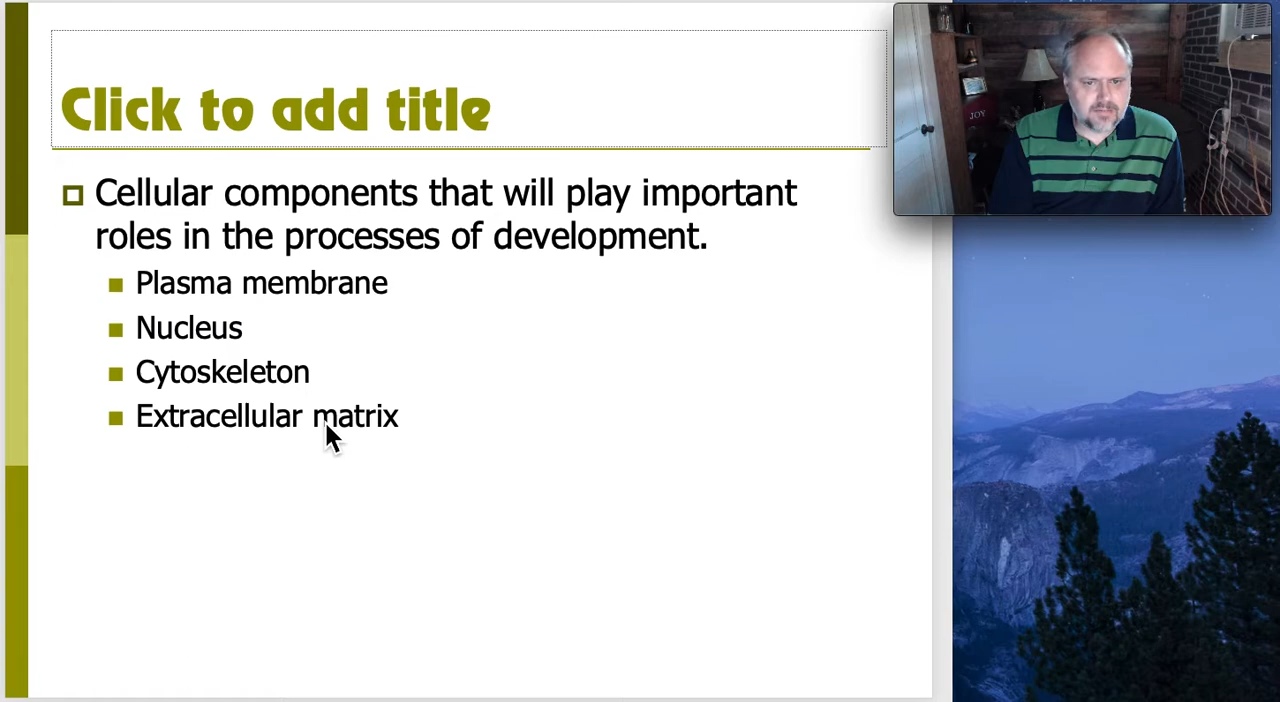 Click to add title
Cellular components that will play important
roles in the processes of development.
Plasma membrane
Nucleus
Cytoskeleton
Extracellular matrix
JOY